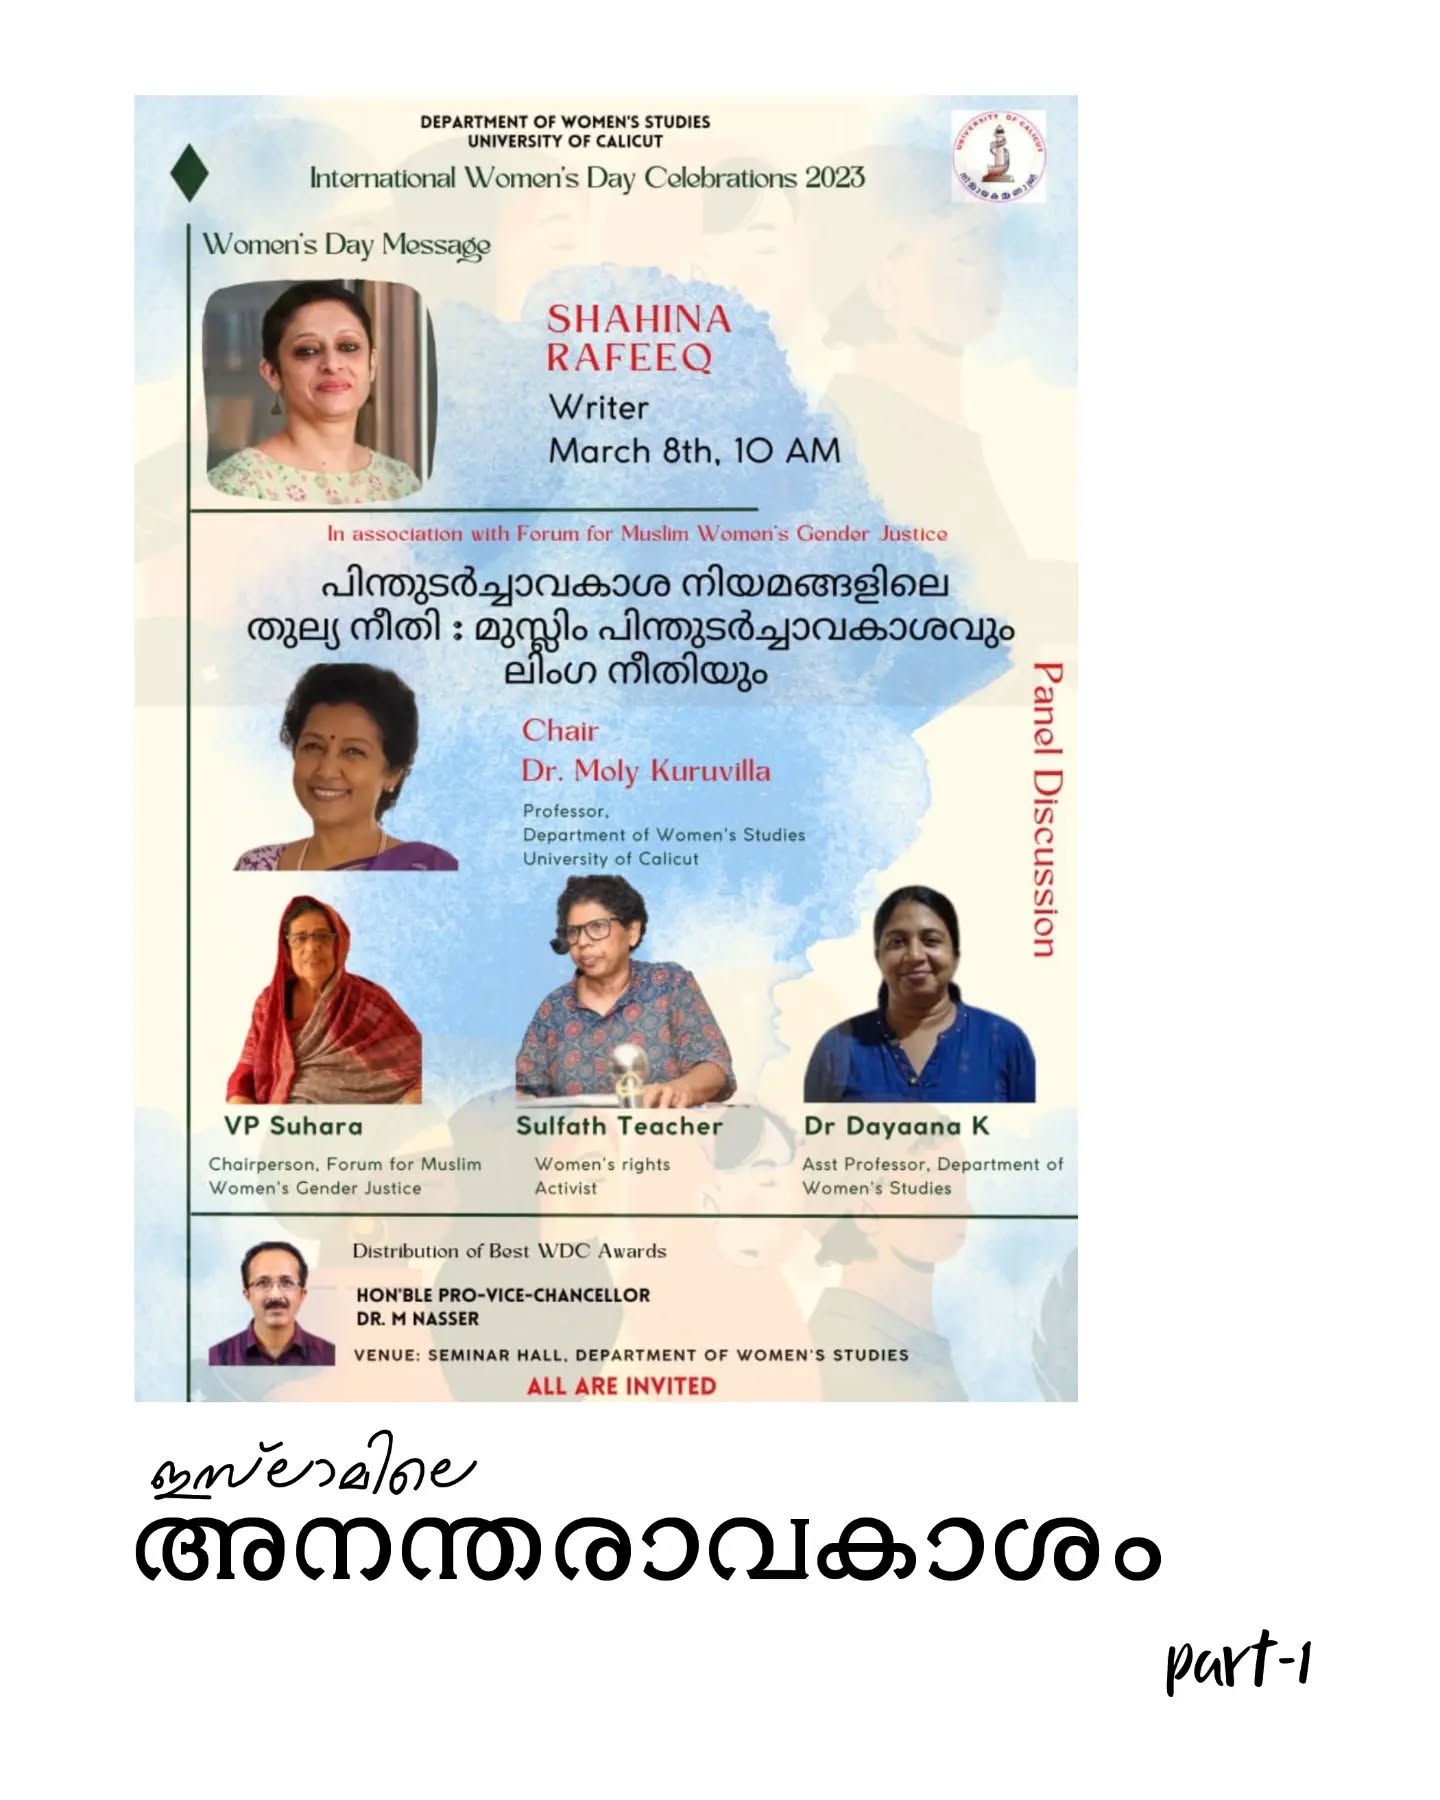 DEPARTMENT OF WOMEN'S STUDIES
UNIVERSITY OF CALICUT
International Women's Day Celebrations 2023
UNIVERSITY OF CALICUT
Women's Day Message
SHAHINA
RAFEEQ
Writer
March 8th, 10 AM
In association with Forum for Muslim Women's Gender Justice
പിന്തുടർച്ചാവകാശ നിയമങ്ങളിലെ
തുല്യ നീതി : മുസ്ലിം പിന്തുടർച്ചാവകാശവും
ലിംഗ നീതിയും
Panel Discussion
Chair
Dr. Moly Kuruvilla
Professor,
Department of Women's Studies
University of Calicut
VP Suhara
Chairperson, Forum for Muslim
Women's Gender Justice
Sulfath Teacher
Women's rights
Activist
Dr Dayaana K
Asst Professor, Department of
Women's Studies
Distribution of Best WDC Awards
HON'BLE PRO-VICE-CHANCELLOR
DR. M NASSER
VENUE: SEMINAR HALL, DEPARTMENT OF WOMEN'S STUDIES
ALL ARE INVITED
ഇസ്‌ലാമിലെ
അനന്തരാവകാശം
part-1